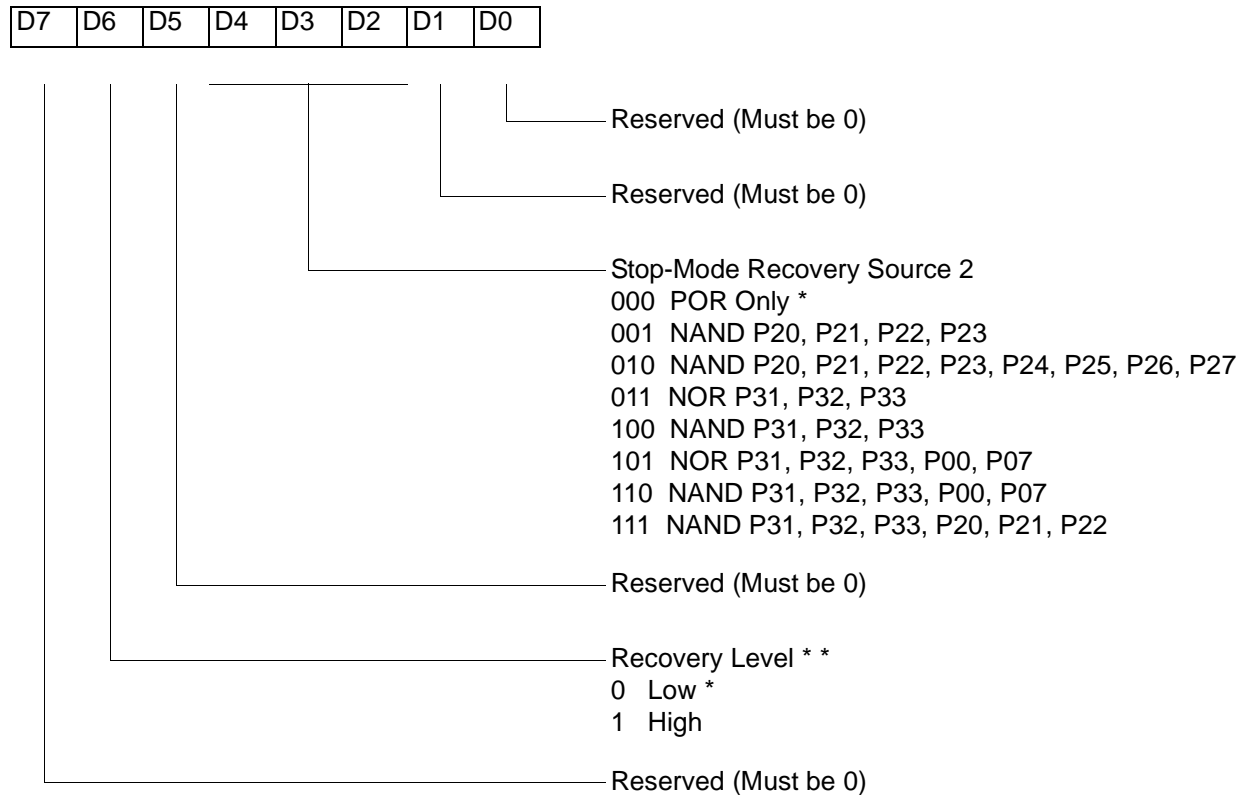 D7 D6 D5 D4 D3 D2 D1 D0
Reserved (Must be 0)
Reserved (Must be 0)
Stop-Mode Recovery Source 2
000 POR Only *
001 NAND P20, P21, P22, P23
010 NAND P20, P21, P22, P23, P24, P25, P26, P27
011 NOR P31, P32, P33
100 NAND P31, P32, P33
101 NOR P31, P32, P33, P00, P07
110 NAND P31, P32, P33, P00, P07
111 NAND P31, P32, P33, P20, P21, P22
Reserved (Must be 0)
Recovery Level * *
0 Low *
1 High
Reserved (Must be 0)